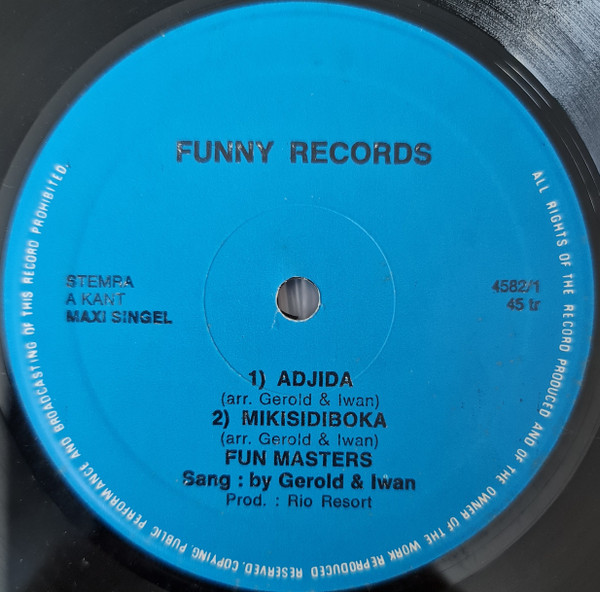 FUNNY RECORDS
ALL RIGHTS OF THE RECORD PRODUCED AND OF THE OWNER OF THE WORK REPRODUCED RESERVED. COPYING PUBLIC PERFORMANCE AND BROADCASTING OF THIS RECORD PROHIBITED.
STEMRA
A KANT
MAXI SINGEL
4582/1
45 tr
1) ADJIDA
(arr. Gerold & Iwan)
2) MIKISIDIBOKA
(arr. Gerold & Iwan)
FUN MASTERS
Sang : by Gerold & Iwan
Prod. : Rio Resort